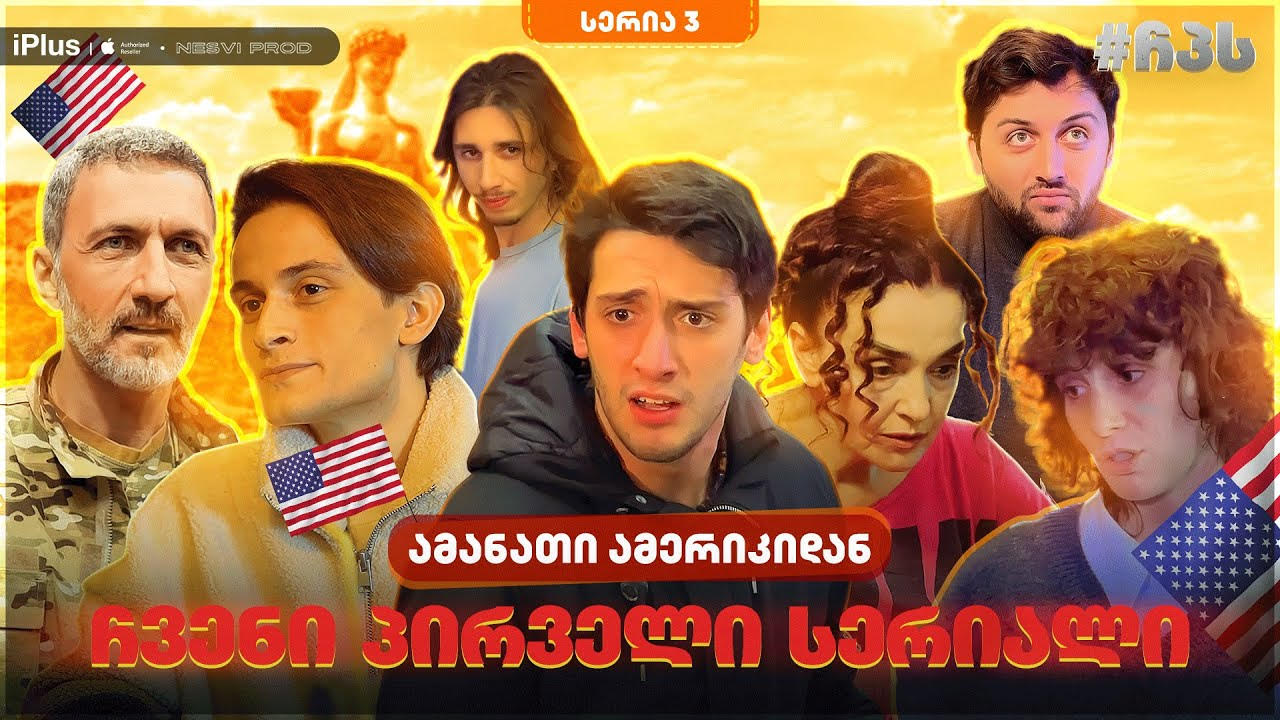 სერია 3
iPlus | Authorized Reseller • NESVI PROD
#ჩპს
ამანათი ამერიკიდან
ჩვენი პირველი სერიალი